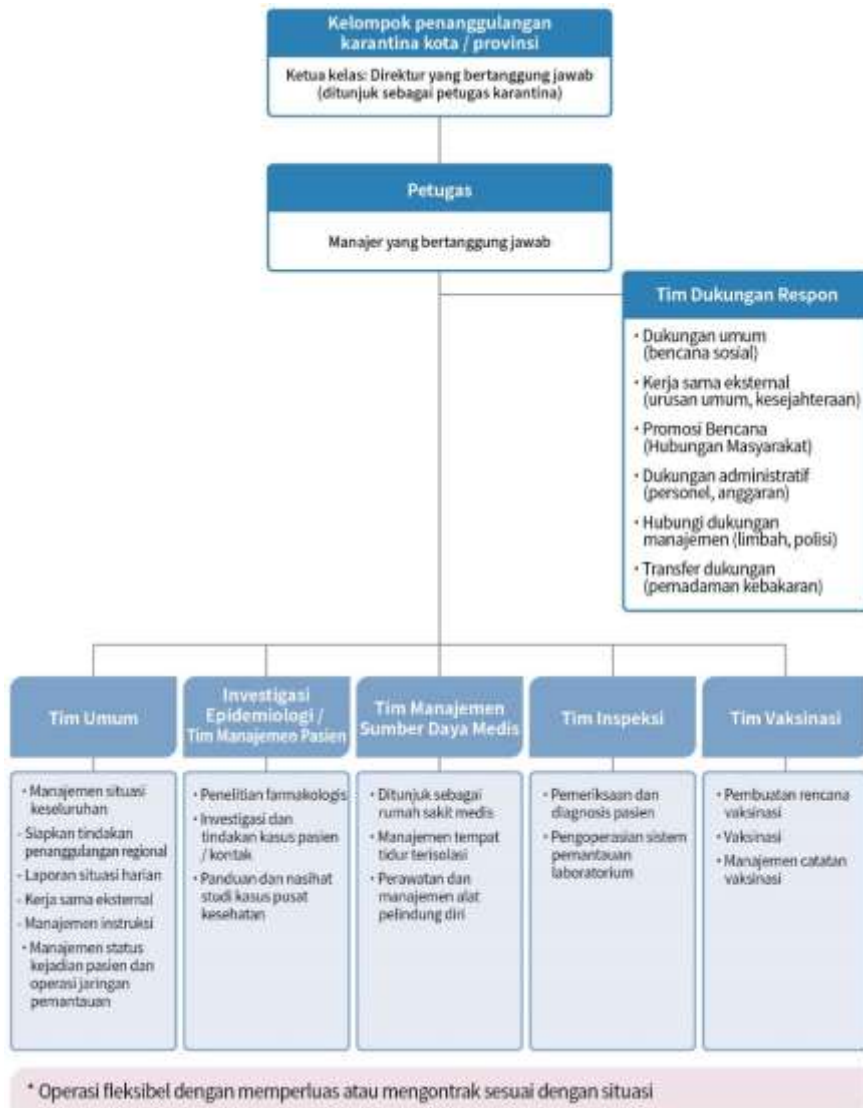 Kelompok penanggulangan
karantina kota / provinsi
Ketua kelas: Direktur yang bertanggung jawab
(ditunjuk sebagai petugas karantina)
Petugas
Manajer yang bertanggung jawab
Tim Dukungan Respon
• Dukungan umum
(bencana sosial)
• Kerja sama eksternal
(urusan umum, kesejahteraan)
• Promosi Bencana
(Hubungan Masyarakat)
• Dukungan administratif
(personel, anggaran)
• Hubungi dukungan
manajemen (limbah, polisi)
• Transfer dukungan
(pemadaman kebakaran)
Tim Umum
• Manajemen situasi
keseluruhan
- Siapkan tindakan
penanggulangan regional
- Laporan situasi harian
- Kerja sama eksternal
- Manajemen instruksi
• Manajemen status
kejadian pasien dan
operasi jaringan
pemantauan
Investigasi
Epidemiologi /
Tim Manajemen Pasien
• Penelitian farmakologis
• Investigasi dan
tindakan kasus pasien
/ kontak
• Panduan dan nasihat
studi kasus pusat
kesehatan
Tim Manajemen
Sumber Daya Medis
• Ditunjuk sebagai
rumah sakit medis
• Manajemen tempat
tidur terisolasi
• Perawatan dan
manajemen alat
pelindung diri
Tim Inspeksi
• Pemeriksaan dan
diagnosis pasien
• Pengoperasian sistem
pemantauan
laboratorium
Tim Vaksinasi
• Pembuatan rencana
vaksinasi
• Vaksinasi
• Manajemen catatan
vaksinasi
* Operasi fleksibel dengan memperluas atau mengontrak sesuai dengan situasi